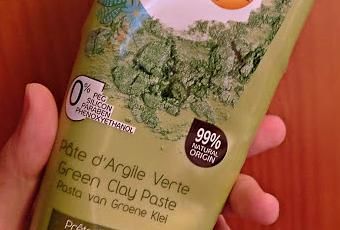 0%
PEG
SILICON
PARABEN
PHENOXYETHANOL
99%
NATURAL
ORIGIN
Pâte d'Argile Verte
Green Clay Paste
Pasta van Groene Klei